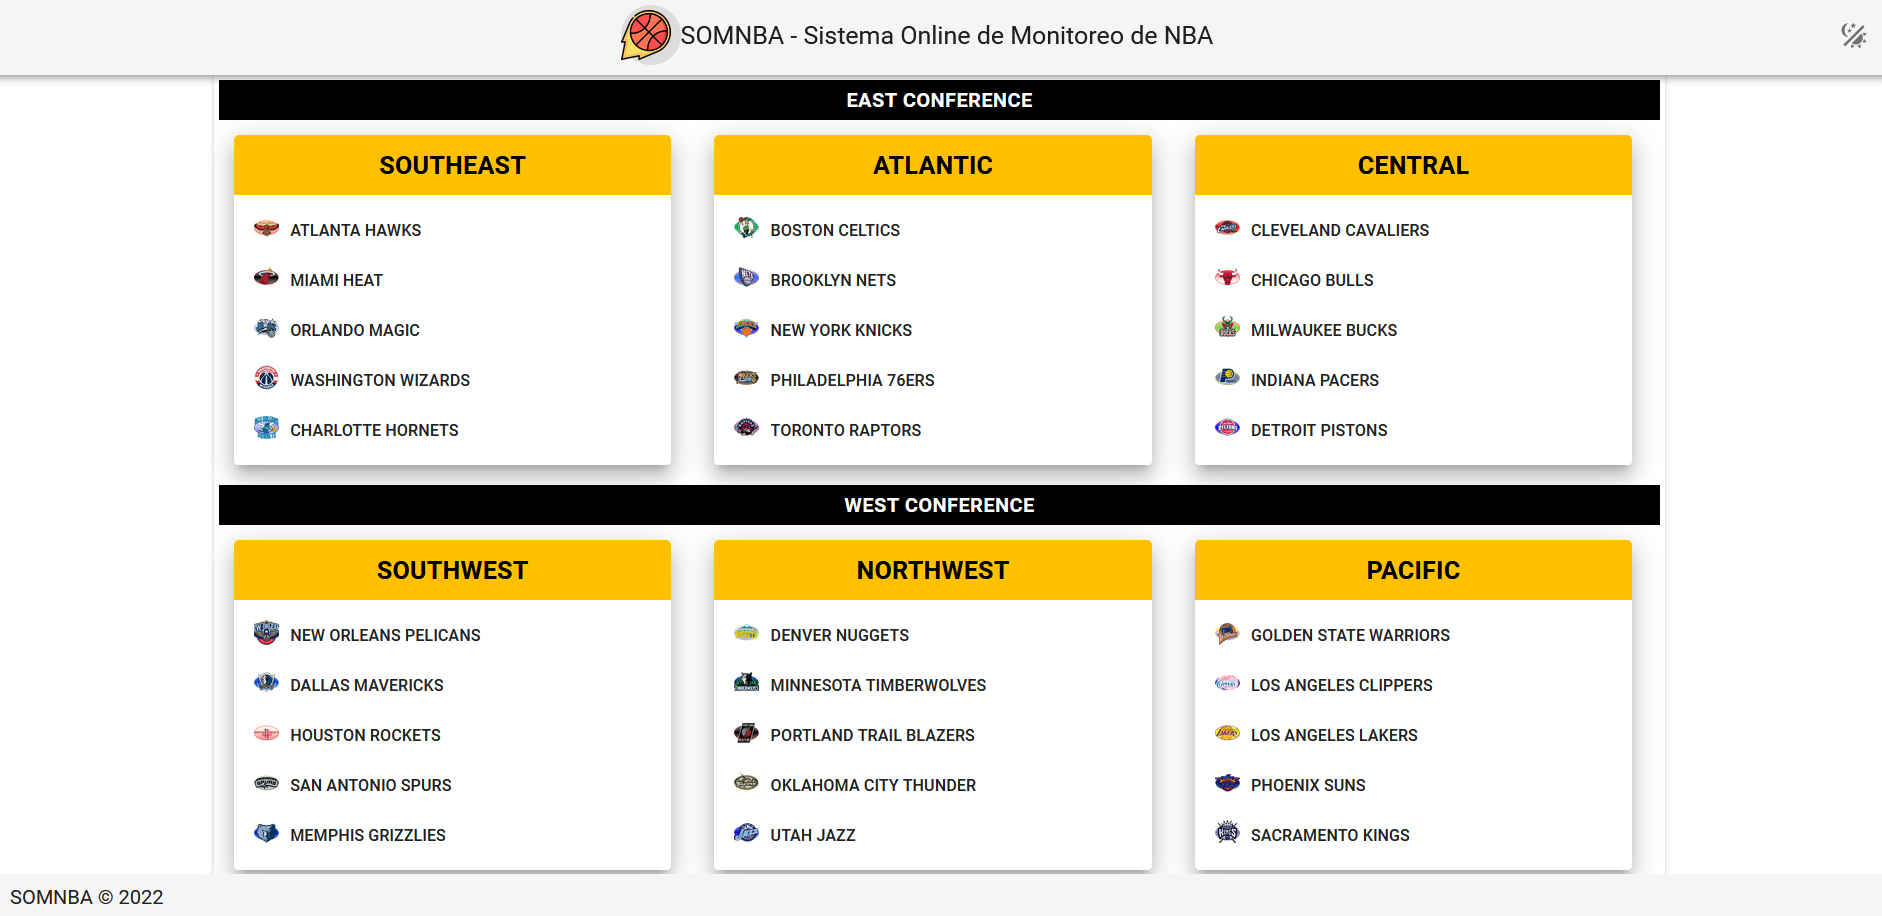 SOMNBA - Sistema Online de Monitoreo de NBA
EAST CONFERENCE
SOUTHEAST
ATLANTA HAWKS
MIAMI HEAT
ORLANDO MAGIC
WASHINGTON WIZARDS
CHARLOTTE HORNETS
ATLANTIC
BOSTON CELTICS
BROOKLYN NETS
NEW YORK KNICKS
PHILADELPHIA 76ERS
TORONTO RAPTORS
CENTRAL
CLEVELAND CAVALIERS
CHICAGO BULLS
MILWAUKEE BUCKS
INDIANA PACERS
DETROIT PISTONS
WEST CONFERENCE
SOUTHWEST
NEW ORLEANS PELICANS
DALLAS MAVERICKS
HOUSTON ROCKETS
SAN ANTONIO SPURS
MEMPHIS GRIZZLIES
NORTHWEST
DENVER NUGGETS
MINNESOTA TIMBERWOLVES
PORTLAND TRAIL BLAZERS
OKLAHOMA CITY THUNDER
UTAH JAZZ
PACIFIC
GOLDEN STATE WARRIORS
LOS ANGELES CLIPPERS
LOS ANGELES LAKERS
PHOENIX SUNS
SACRAMENTO KINGS
SOMNBA © 2022